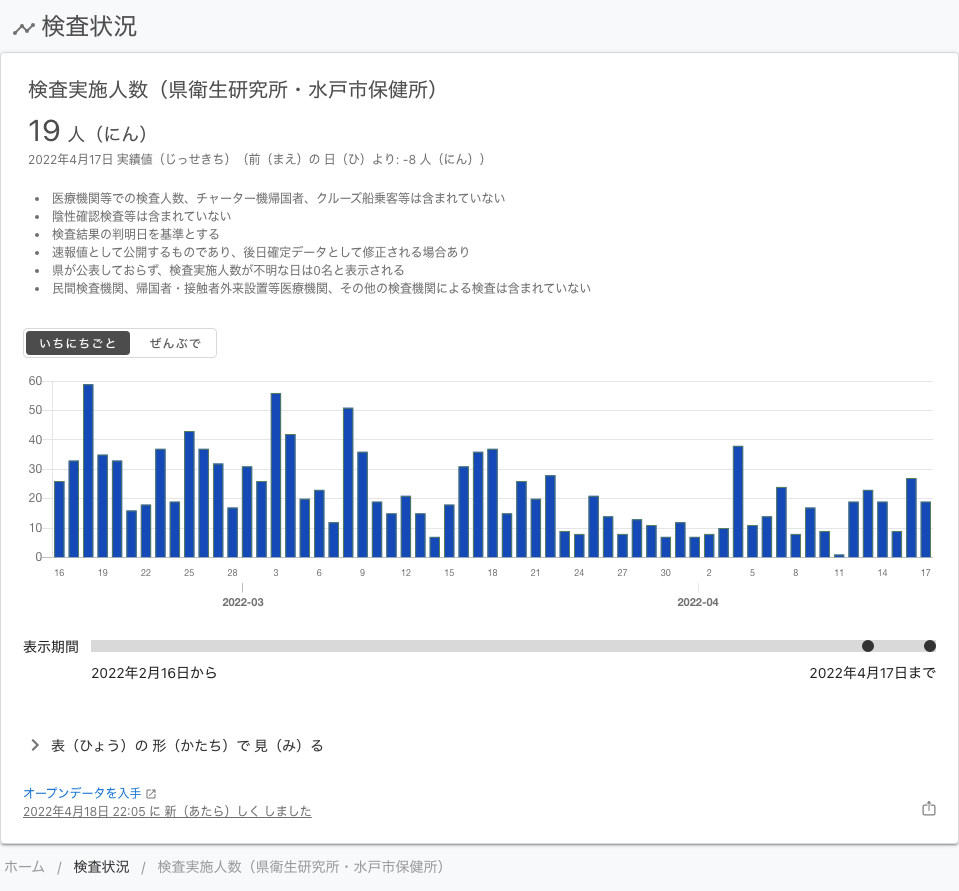 検査状況
検査実施人数（県衛生研究所・水戸市保健所）
19 人（にん）
2022年4月17日 実績値（じっせきち）（前（まえ）の 日（ひ）より: -8 人（にん））
• 医療機関等での検査人数、チャーター機帰国者、クルーズ船乗客等は含まれていない
• 陰性確認検査等は含まれていない
• 検査結果の判明日を基準とする
• 速報値として公開するものであり、後日確定データとして修正される場合あり
• 県が公表しておらず、検査実施人数が不明な日は0名と表示される
• 民間検査機関、帰国者・接触者外来設置等医療機関、その他の検査機関による検査は含まれていない
いちにちごと ぜんぶで
60
50
40
30
20
10
0
16 19 22 25 28 3 6 9 12 15 18 21 24 27 30 2 5 8 11 14 17
2022-03 2022-04
表示期間
2022年2月16日から 2022年4月17日まで
表（ひょう）の 形（かたち）で 見（み）る
オープンデータを入手
2022年4月18日 22:05 に 新（あたら）しく しました
ホーム / 検査状況 / 検査実施人数（県衛生研究所・水戸市保健所）